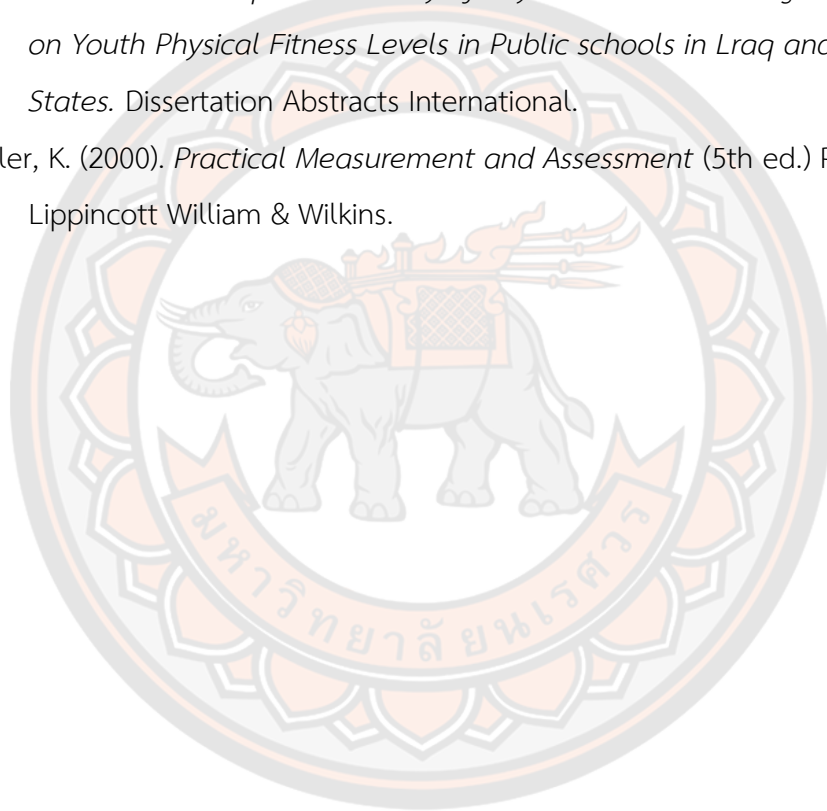 on Youth Physical Fitness Levels in Public schools in Lraq and
States. Dissertation Abstracts International.
ler, K. (2000). Practical Measurement and Assessment (5th ed.)
Lippincott William & Wilkins.
มหาวิทยาลัยนเรศวร